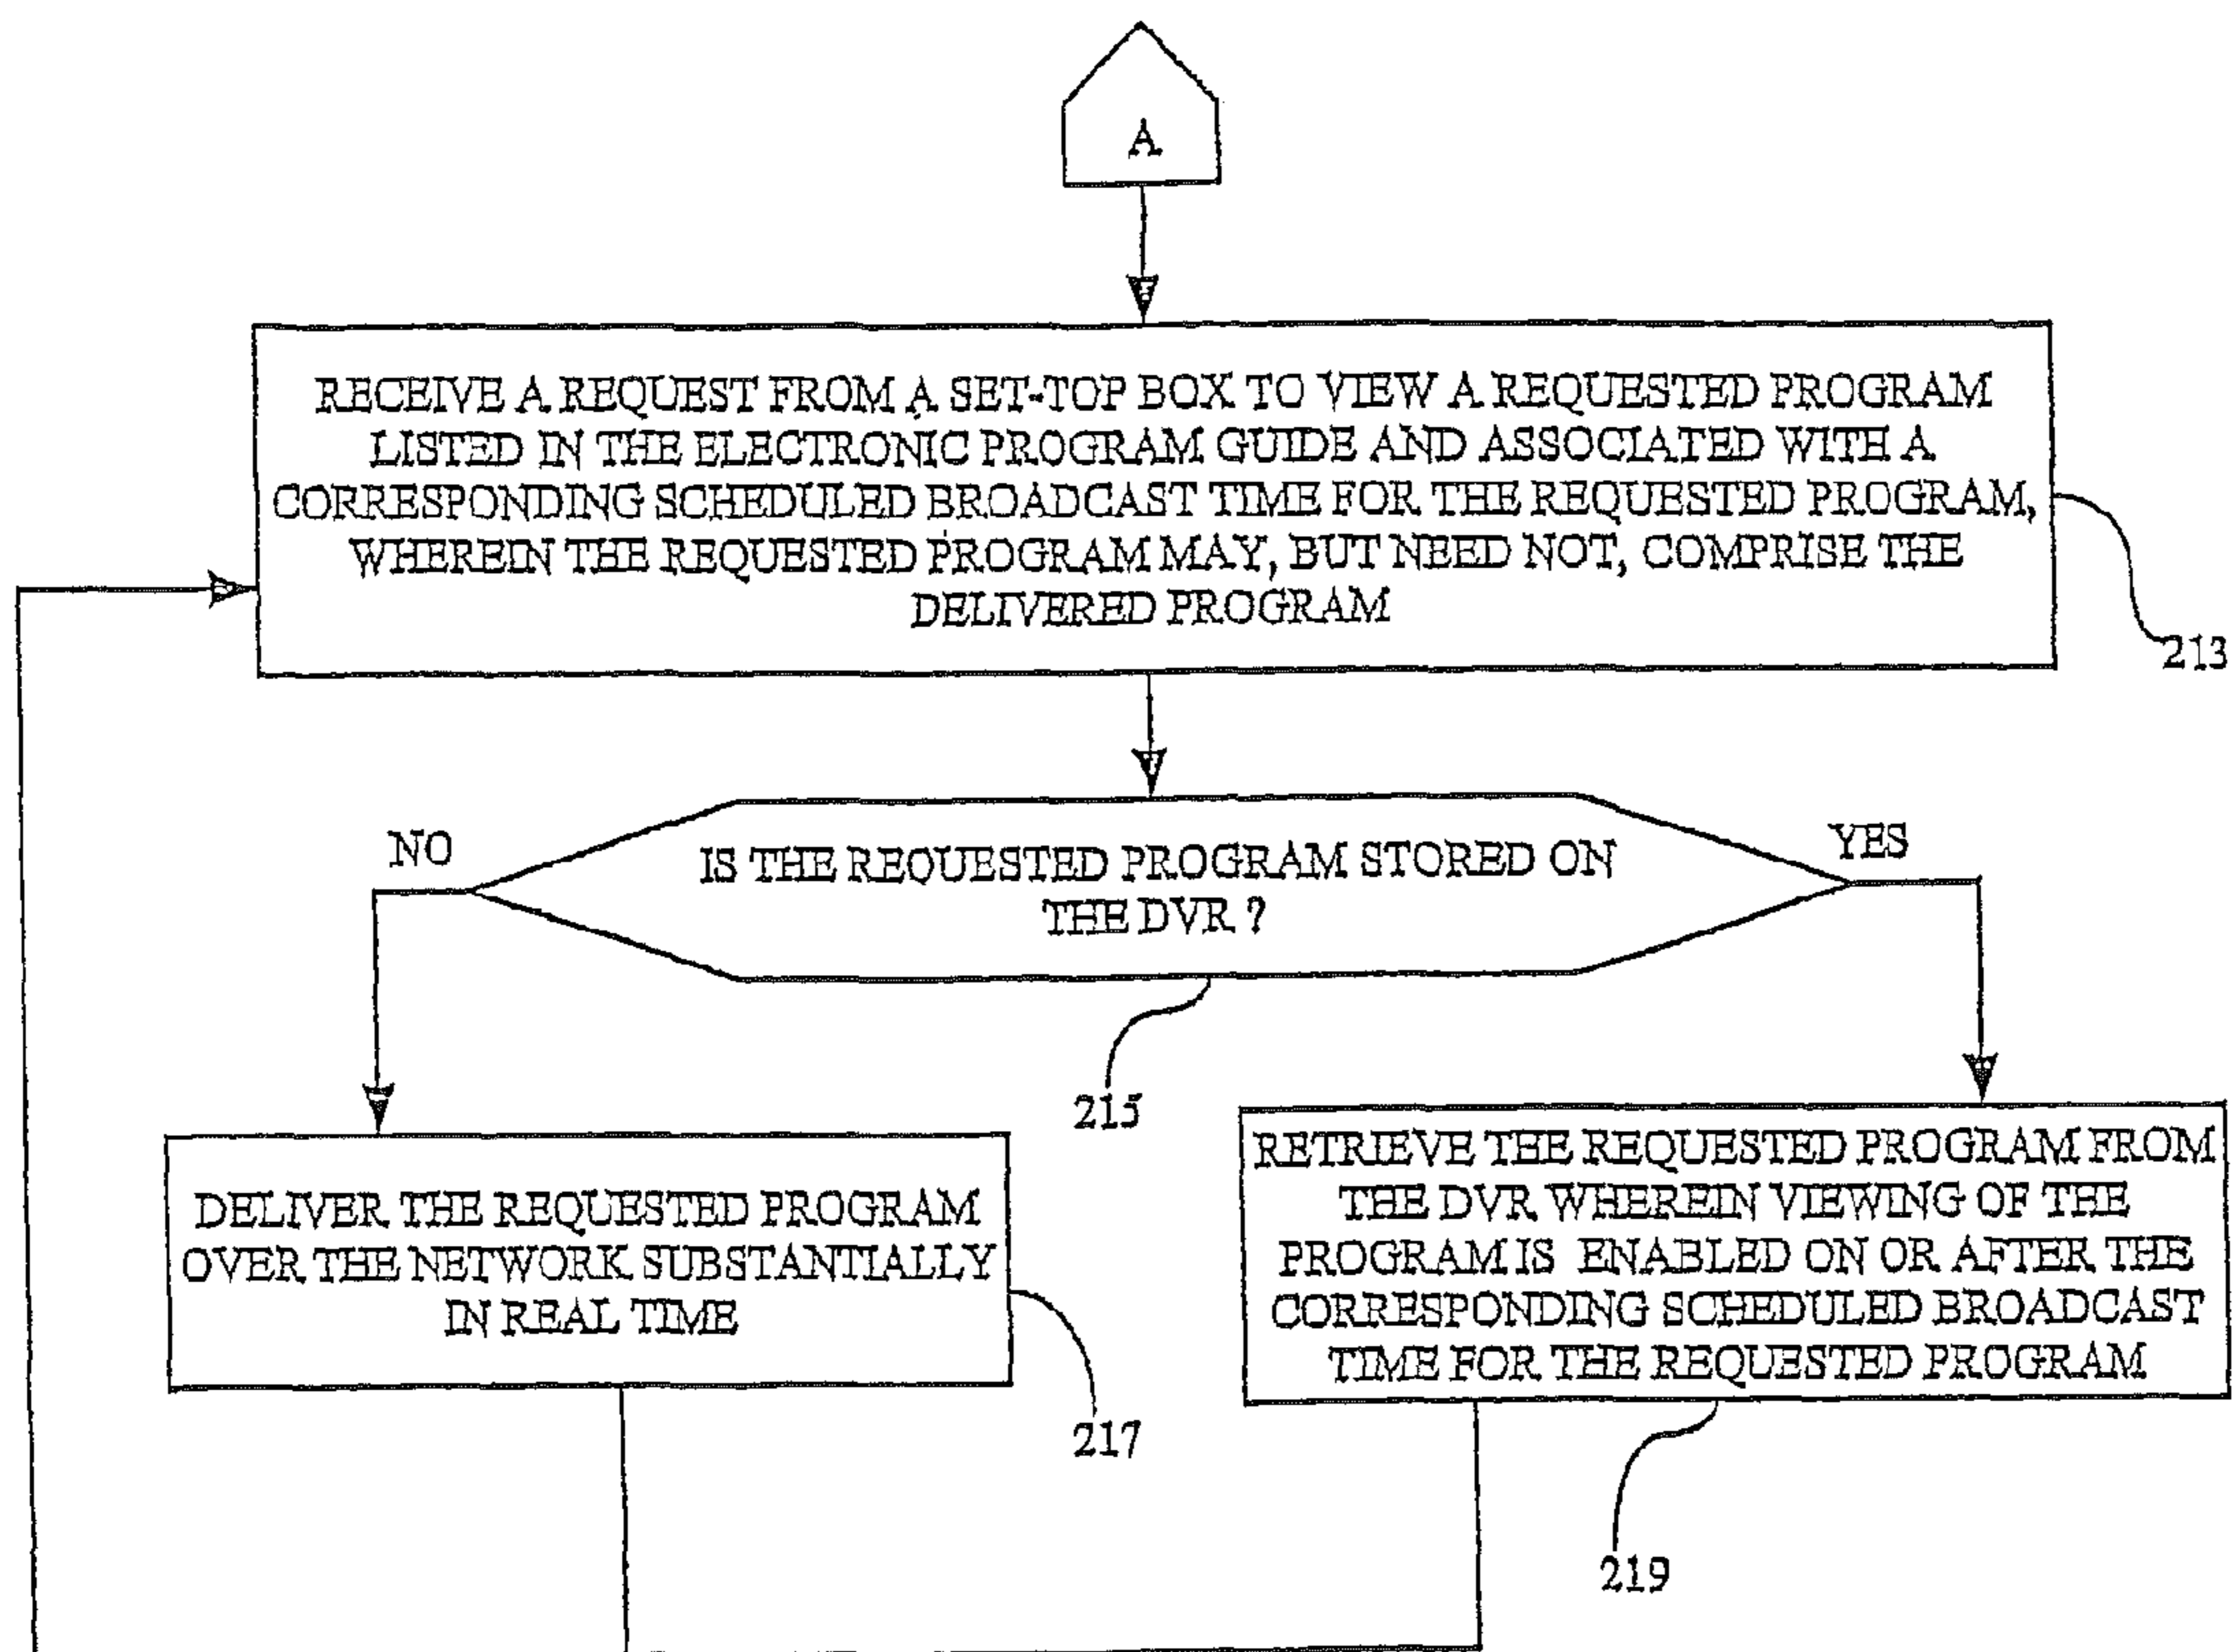 A
RECEIVE A REQUEST FROM A SET-TOP BOX TO VIEW A REQUESTED PROGRAM
LISTED IN THE ELECTRONIC PROGRAM GUIDE AND ASSOCIATED WITH A
CORRESPONDING SCHEDULED BROADCAST TIME FOR THE REQUESTED PROGRAM,
WHEREIN THE REQUESTED PROGRAM MAY, BUT NEED NOT, COMPRISE THE
DELIVERED PROGRAM
213
NO
IS THE REQUESTED PROGRAM STORED ON
THE DVR ?
YES
215
DELIVER THE REQUESTED PROGRAM
OVER THE NETWORK SUBSTANTIALLY
IN REAL TIME
217
RETRIEVE THE REQUESTED PROGRAM FROM
THE DVR WHEREIN VIEWING OF THE
PROGRAM IS ENABLED ON OR AFTER THE
CORRESPONDING SCHEDULED BROADCAST
TIME FOR THE REQUESTED PROGRAM
219